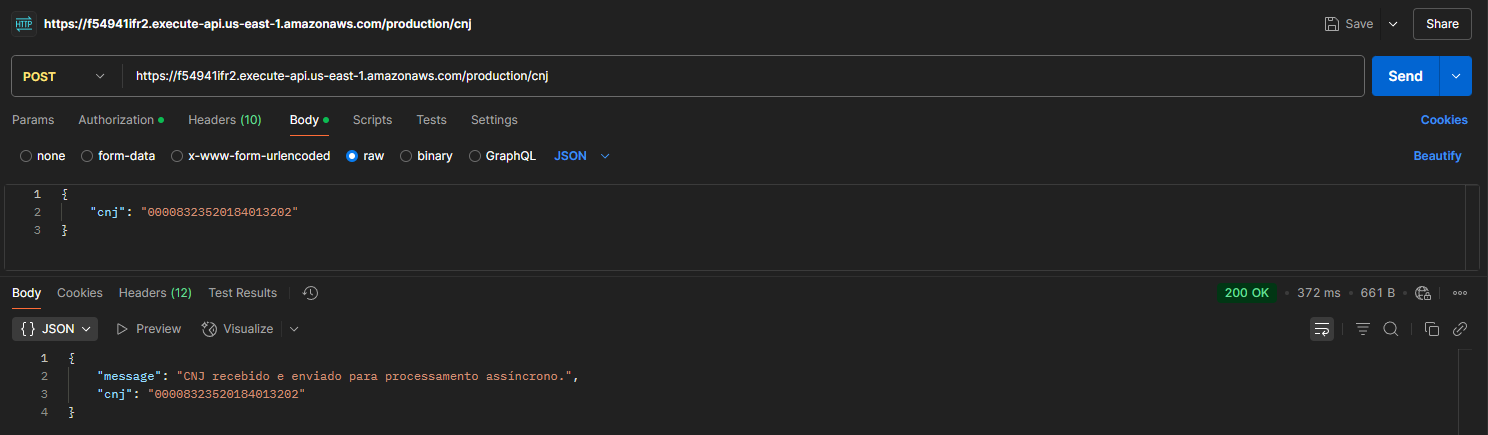 HTTP https://f54941ifr2.execute-api.us-east-1.amazonaws.com/production/cnj Save Share
POST https://f54941ifr2.execute-api.us-east-1.amazonaws.com/production/cnj Send
Params Authorization Headers (10) Body Scripts Tests Settings Cookies
none form-data x-www-form-urlencoded raw binary GraphQL JSON Beautify
1 {
2 "cnj": "00008323520184013202"
3 }
Body Cookies Headers (12) Test Results 200 OK • 372 ms • 661 B •
{} JSON Preview Visualize
1 {
2 "message": "CNJ recebido e enviado para processamento assíncrono.",
3 "cnj": "00008323520184013202"
4 }